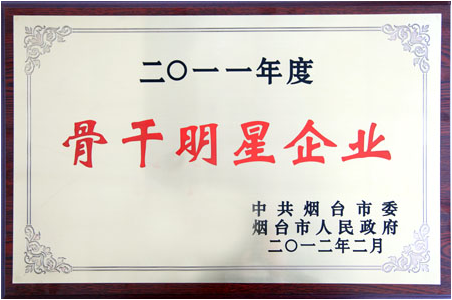 二〇一一年度
骨干明星企业
中共烟台市委
烟台市人民政府
二〇一二年二月